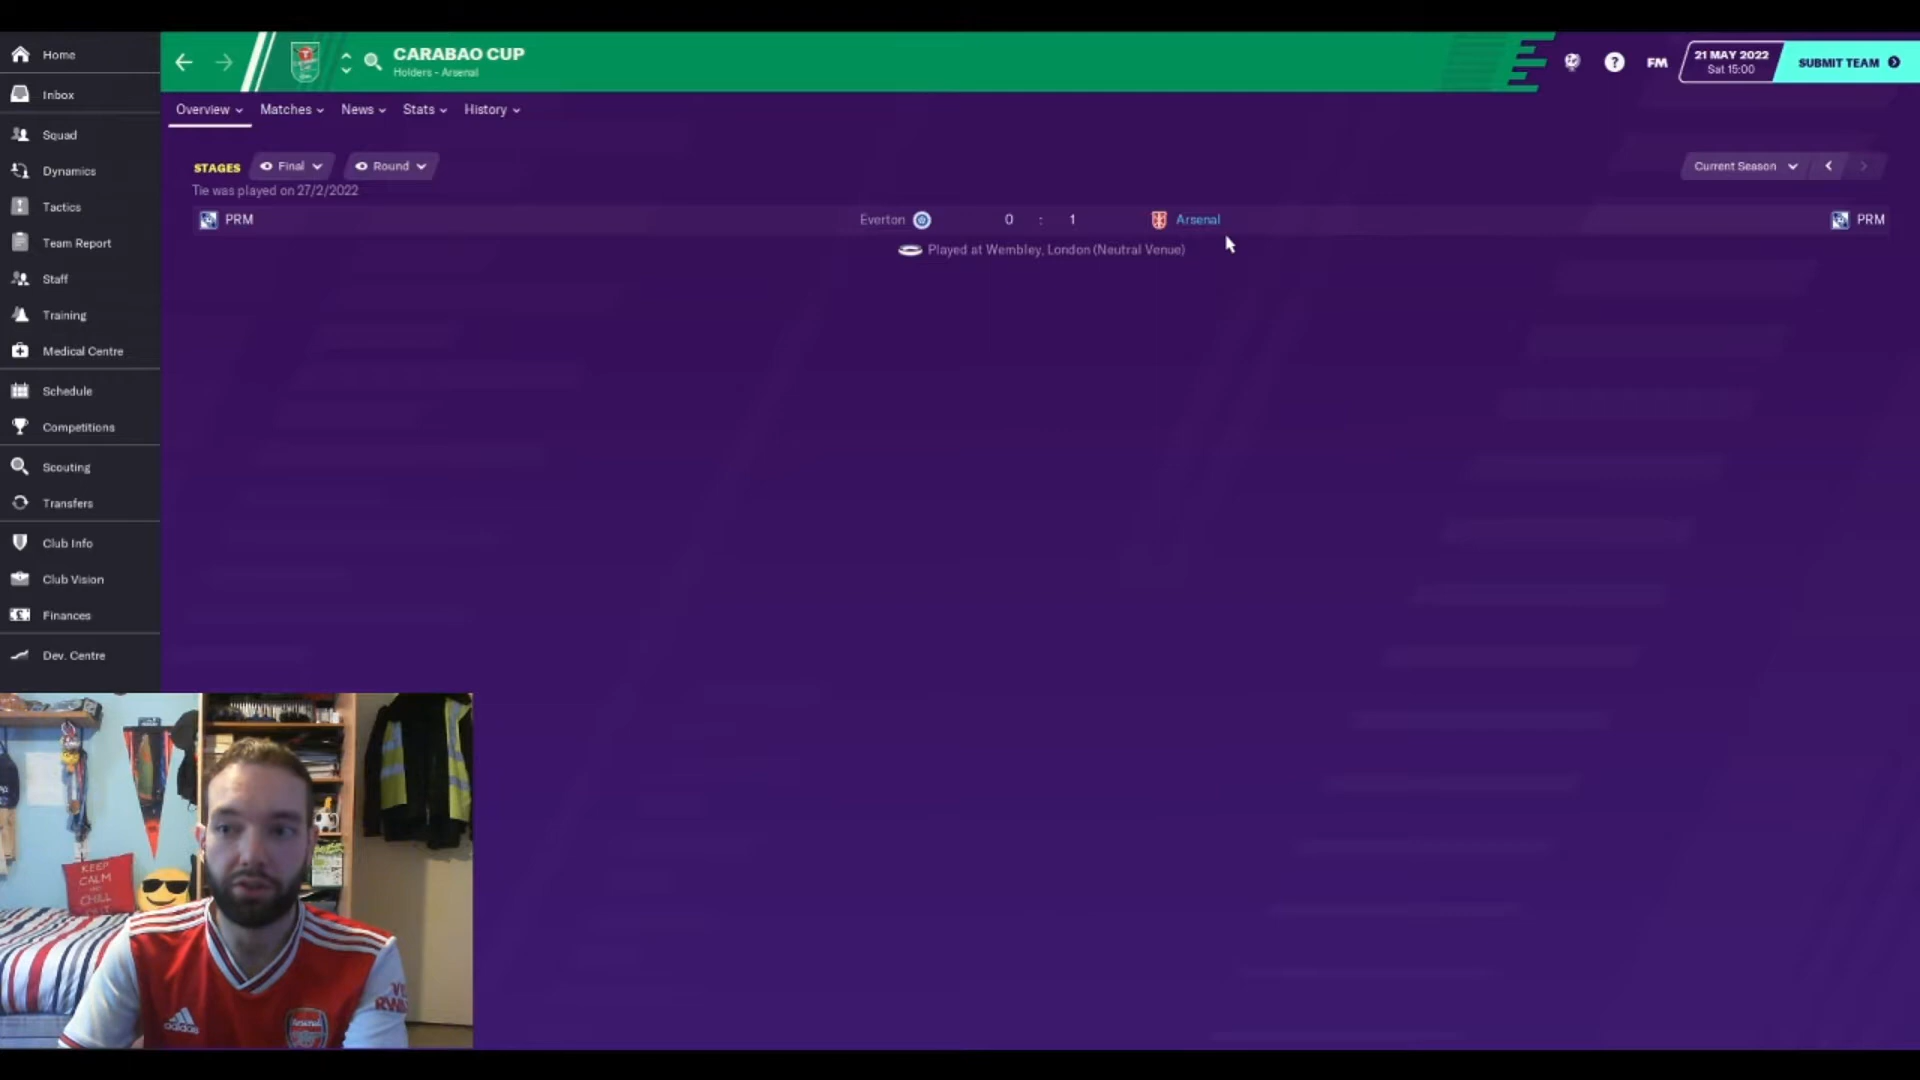 Home
Inbox
Squad
Dynamics
Tactics
Team Report
Staff
Training
Medical Centre
Schedule
Competitions
Scouting
Transfers
Club Info
Club Vision
Finances
Dev. Centre
CARABAO CUP
Holders - Arsenal
FM
21 MAY 2022
Sat 15:00
SUBMIT TEAM
Overview Matches News Stats History
STAGES Final Round
Current Season
Tie was played on 27/2/2022
PRM Everton 0 : 1 Arsenal PRM
Played at Wembley, London (Neutral Venue)
KEEP
CALM
AND
CHILL
adidas
Arsenal